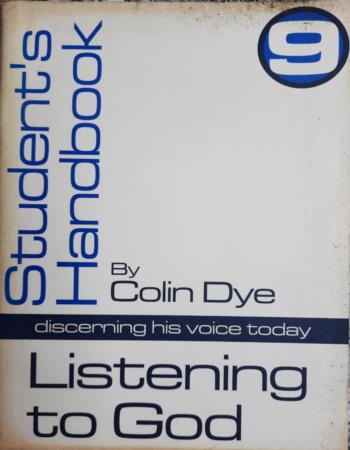 9
Student's
Handbook
By
Colin Dye
discerning his voice today
Listening
to God